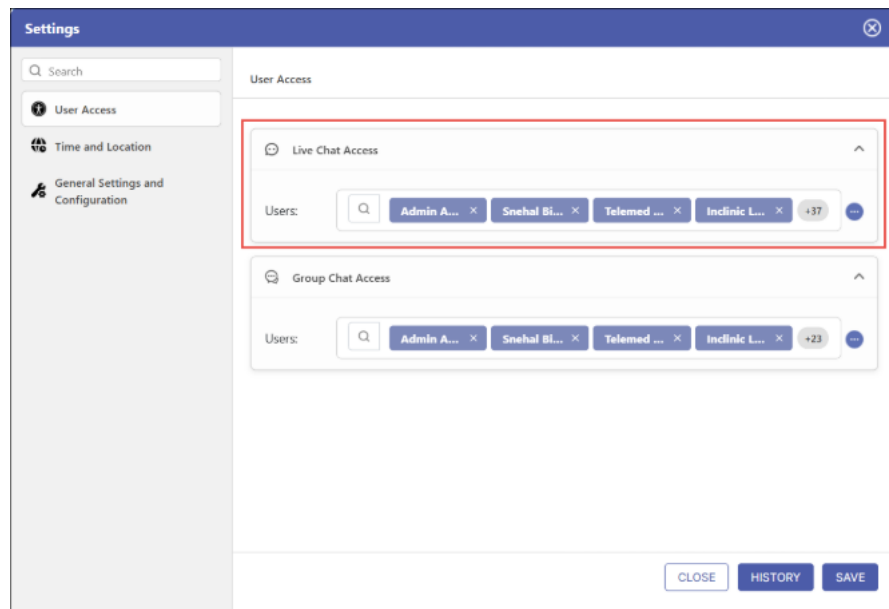 Settings
Search
User Access
Time and Location
General Settings and
Configuration
User Access
Live Chat Access
Users: Admin A... × Snehal Bi... × Telemed ... × Inclinic L... × +37
Group Chat Access
Users: Admin A... × Snehal Bi... × Telemed ... × Inclinic L... × +23
CLOSE HISTORY SAVE